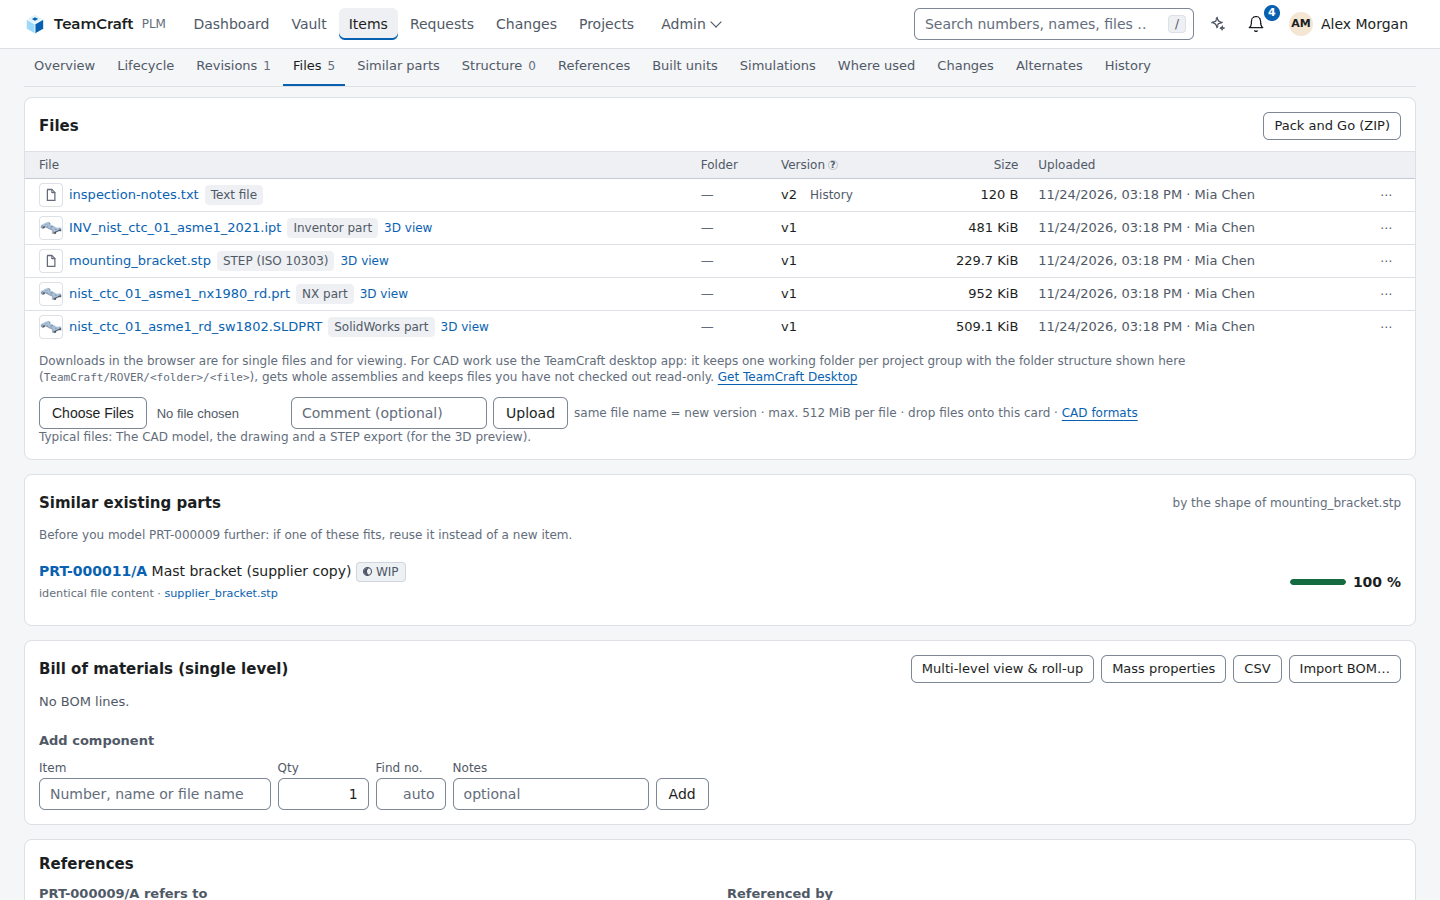 TeamCraft PLM Dashboard Vault Items Requests Changes Projects Admin Search numbers, names, files .. / 4 AM Alex Morgan
Overview Lifecycle Revisions 1 Files 5 Similar parts Structure 0 References Built units Simulations Where used Changes Alternates History
Files Pack and Go (ZIP)
File Folder Version ? Size Uploaded
inspection-notes.txt Text file — v2 History 120 B 11/24/2026, 03:18 PM · Mia Chen ...
INV_nist_ctc_01_asme1_2021.ipt Inventor part 3D view — v1 481 KiB 11/24/2026, 03:18 PM · Mia Chen ...
mounting_bracket.stp STEP (ISO 10303) 3D view — v1 229.7 KiB 11/24/2026, 03:18 PM · Mia Chen ...
nist_ctc_01_asme1_nx1980_rd.prt NX part 3D view — v1 952 KiB 11/24/2026, 03:18 PM · Mia Chen ...
nist_ctc_01_asme1_rd_sw1802.SLDPRT SolidWorks part 3D view — v1 509.1 KiB 11/24/2026, 03:18 PM · Mia Chen ...
Downloads in the browser are for single files and for viewing. For CAD work use the TeamCraft desktop app: it keeps one working folder per project group with the folder structure shown here
(TeamCraft/ROVER/<folder>/<file>), gets whole assemblies and keeps files you have not checked out read-only. Get TeamCraft Desktop
Choose Files No file chosen Comment (optional) Upload same file name = new version · max. 512 MiB per file · drop files onto this card · CAD formats
Typical files: The CAD model, the drawing and a STEP export (for the 3D preview).
Similar existing parts by the shape of mounting_bracket.stp
Before you model PRT-000009 further: if one of these fits, reuse it instead of a new item.
PRT-000011/A Mast bracket (supplier copy) WIP
identical file content · supplier_bracket.stp 100 %
Bill of materials (single level) Multi-level view & roll-up Mass properties CSV Import BOM...
No BOM lines.
Add component
Item Qty Find no. Notes
Number, name or file name 1 auto optional Add
References
PRT-000009/A refers to Referenced by